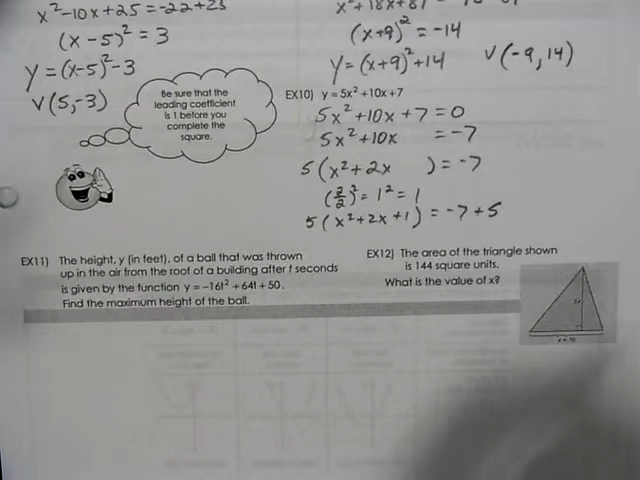 x² - 10x + 25 = -22 + 25
(x - 5)² = 3
y = (x - 5)² - 3
V(5, -3)
(x + 9)² = -14
y = (x + 9)² + 14
V(-9, 14)
Be sure that the
leading coefficient
is 1 before you
complete the
square.
EX10) y = 5x² + 10x + 7
5x² + 10x + 7 = 0
5x² + 10x = -7
5(x² + 2x ) = -7
(2/2)² = 1² = 1
5(x² + 2x + 1) = -7 + 5
EX11) The height, y (in feet), of a ball that was thrown
up in the air from the roof of a building after t seconds
is given by the function y = -16t² + 64t + 50.
Find the maximum height of the ball.
EX12) The area of the triangle shown
is 144 square units.
What is the value of x?